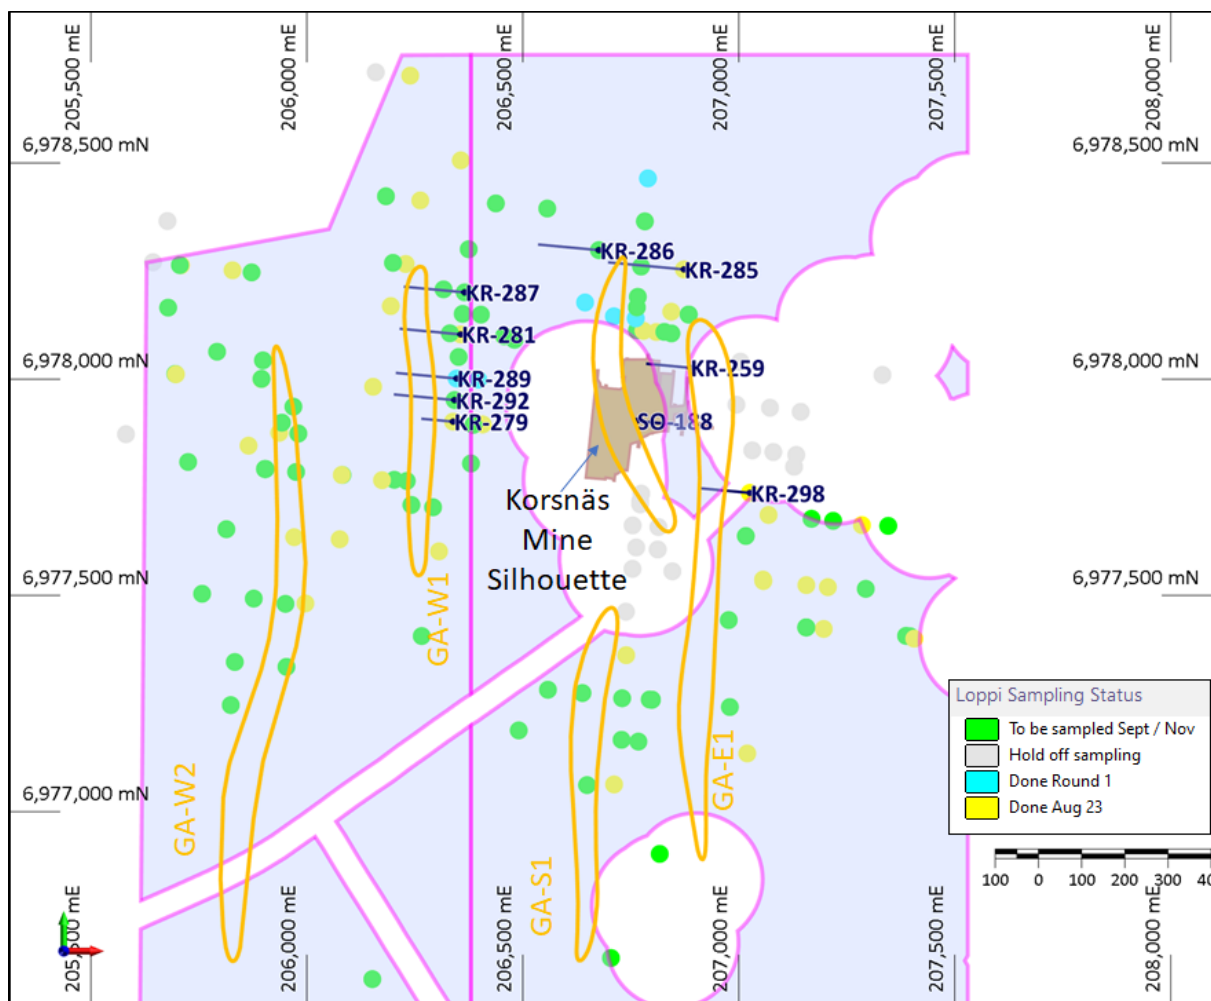 205,500 mE
206,000 mE
206,500 mE
207,000 mE
207,500 mE
208,000 mE
6,978,500 mN
6,978,500 mN
KR-286
KR-285
KR-287
KR-281
6,978,000 mN
6,978,000 mN
KR-259
KR-289
KR-292
KR-279
SO-188
KR-298
Korsnäs
Mine
Silhouette
6,977,500 mN
6,977,500 mN
GA-W1
GA-W2
GA-E1
GA-S1
Loppi Sampling Status
To be sampled Sept / Nov
Hold off sampling
Done Round 1
Done Aug 23
6,977,000 mN
100 0 100 200 300 40
205,500 mE
206,000 mE
206,500 mE
207,000 mE
207,500 mE
208,000 mE